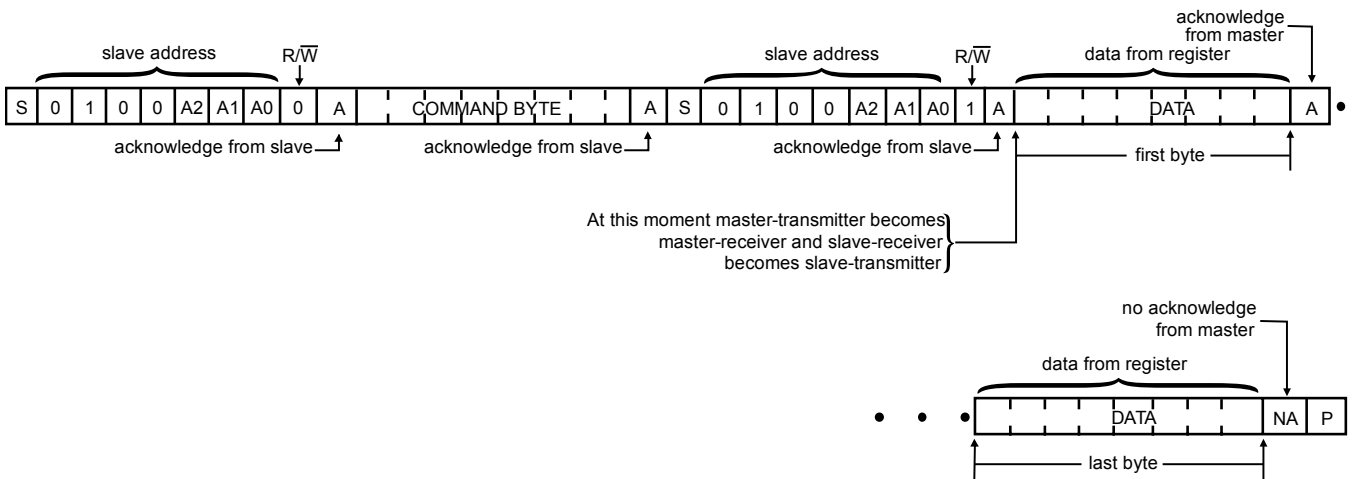 acknowledge
from master
slave address
R/W̅
slave address
R/W̅
data from register
S 0 1 0 0 A2 A1 A0 0 A COMMAND BYTE A S 0 1 0 0 A2 A1 A0 1 A DATA A •
acknowledge from slave
acknowledge from slave
acknowledge from slave
first byte
At this moment master-transmitter becomes
master-receiver and slave-receiver
becomes slave-transmitter
no acknowledge
from master
data from register
• • • DATA NA P
last byte